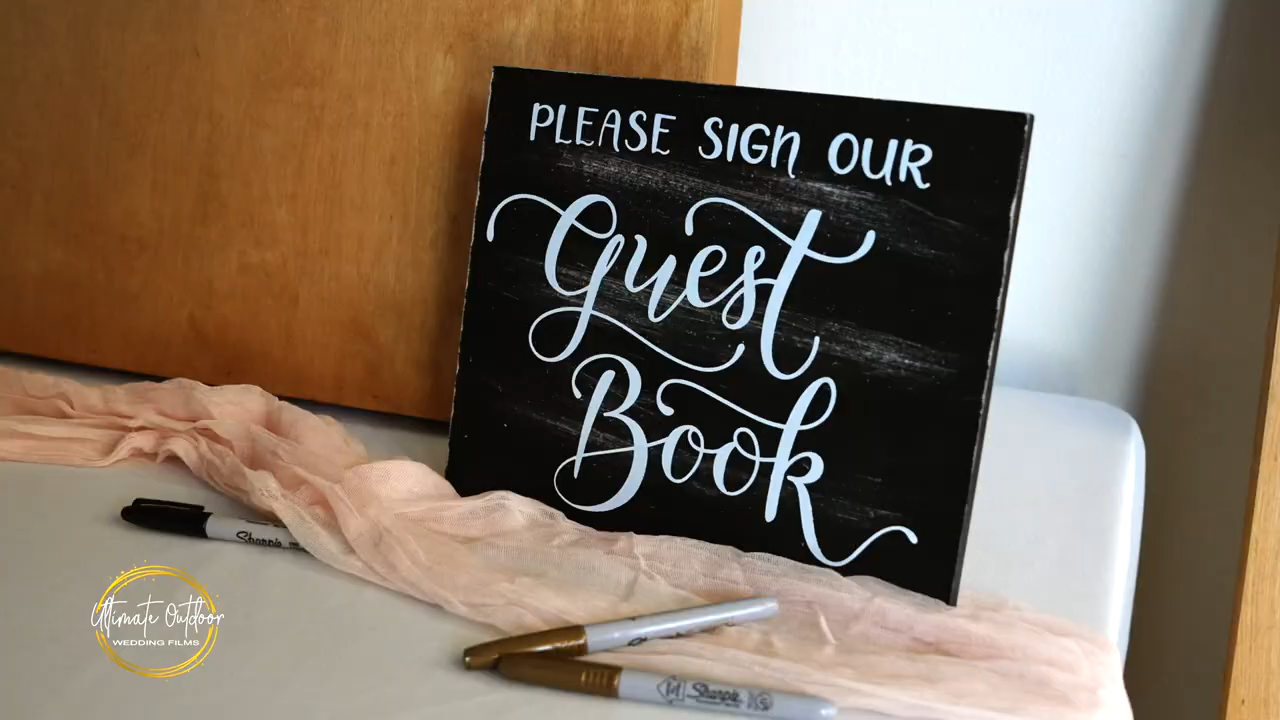 PLEASE SIGN OUR
Guest
Book
Sharpie
Sharpie
Ultimate Outdoor
WEDDING FILMS